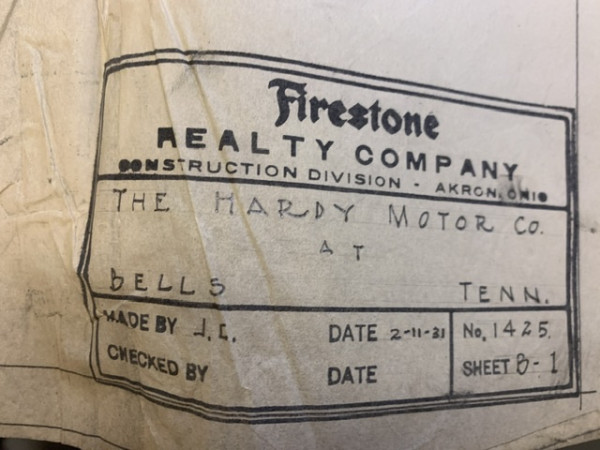 Firestone
REALTY COMPANY
CONSTRUCTION DIVISION - AKRON, OHIO
THE HARDY MOTOR CO.
AT
BELLS TENN.
MADE BY J.C. DATE 2-11-31 No. 1425
CHECKED BY DATE SHEET B-1